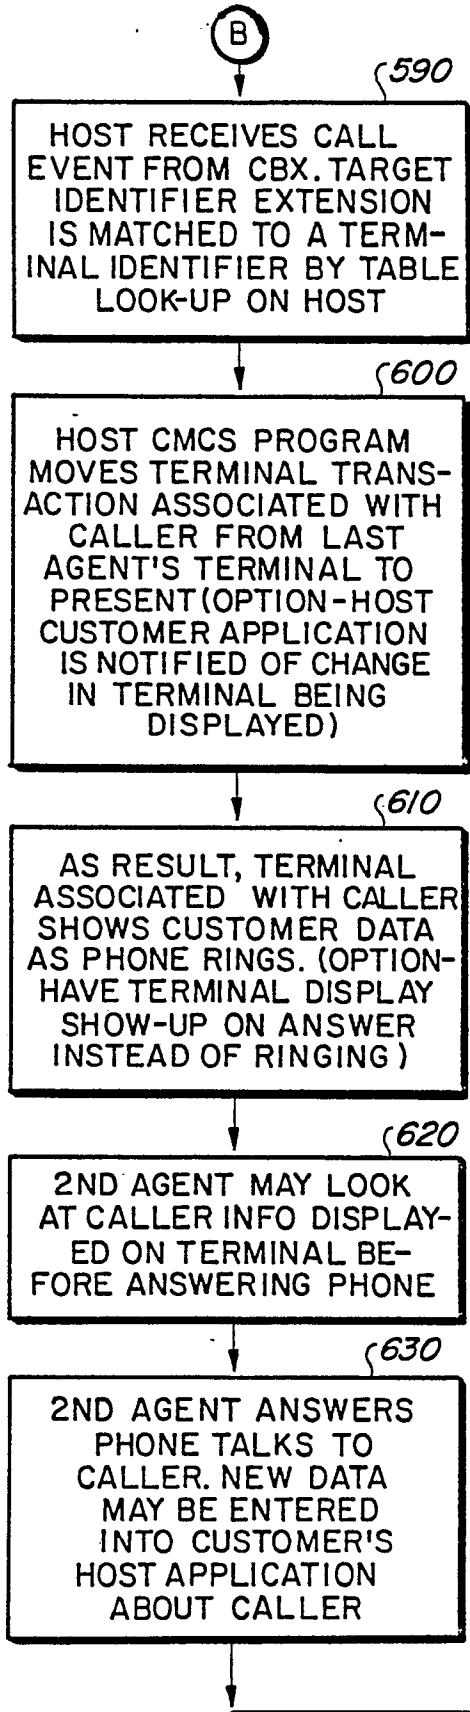 B
590
HOST RECEIVES CALL
EVENT FROM CBX. TARGET
IDENTIFIER EXTENSION
IS MATCHED TO A TERM-
INAL IDENTIFIER BY TABLE
LOOK-UP ON HOST
600
HOST CMCS PROGRAM
MOVES TERMINAL TRANS-
ACTION ASSOCIATED WITH
CALLER FROM LAST
AGENT'S TERMINAL TO
PRESENT (OPTION-HOST
CUSTOMER APPLICATION
IS NOTIFIED OF CHANGE
IN TERMINAL BEING
DISPLAYED)
610
AS RESULT, TERMINAL
ASSOCIATED WITH CALLER
SHOWS CUSTOMER DATA
AS PHONE RINGS. (OPTION-
HAVE TERMINAL DISPLAY
SHOW-UP ON ANSWER
INSTEAD OF RINGING)
620
2ND AGENT MAY LOOK
AT CALLER INFO DISPLAY-
ED ON TERMINAL BE-
FORE ANSWERING PHONE
630
2ND AGENT ANSWERS
PHONE TALKS TO
CALLER. NEW DATA
MAY BE ENTERED
INTO CUSTOMER'S
HOST APPLICATION
ABOUT CALLER